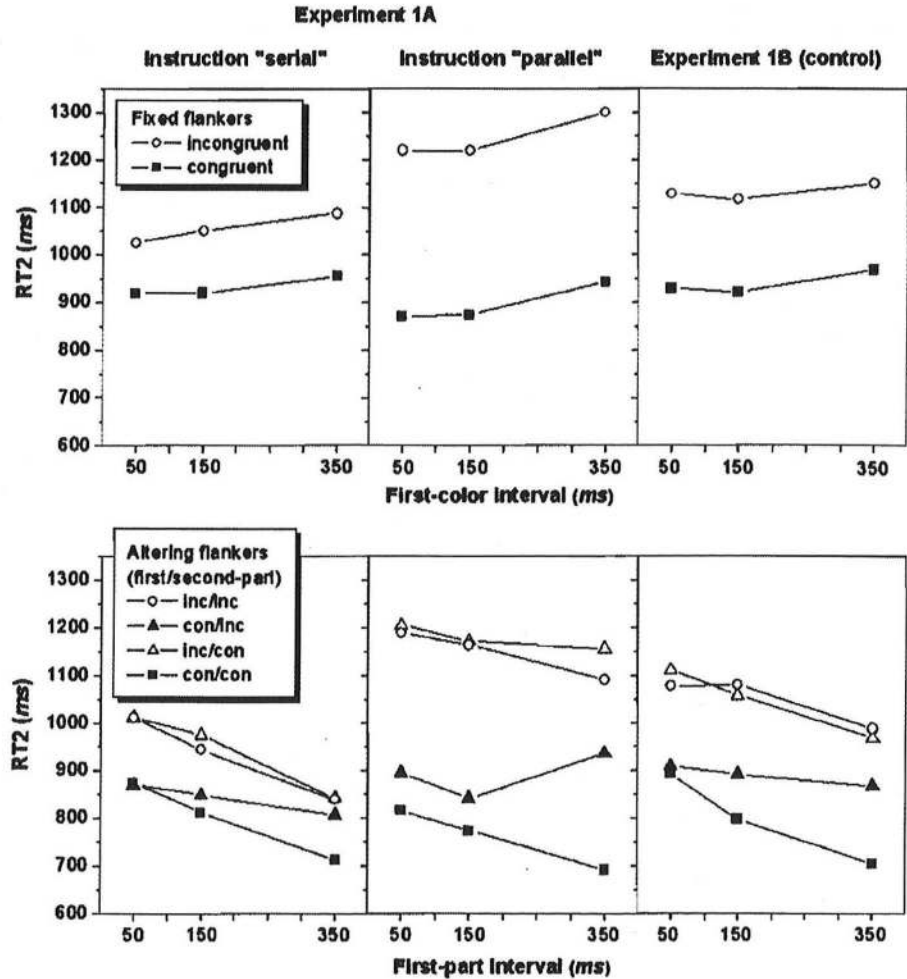 Experiment 1A
Instruction "serial"
Instruction "parallel"
Experiment 1B (control)
1300
1200
1100
1000
900
800
700
600
RT2 (ms)
Fixed flankers
incongruent
congruent
50 150 350
50 150 350
50 150 350
First-color interval (ms)
1300
1200
1100
1000
900
800
700
600
RT2 (ms)
Altering flankers
(first/second-part)
inc/inc
con/inc
inc/con
con/con
50 150 350
50 150 350
50 150 350
First-part interval (ms)